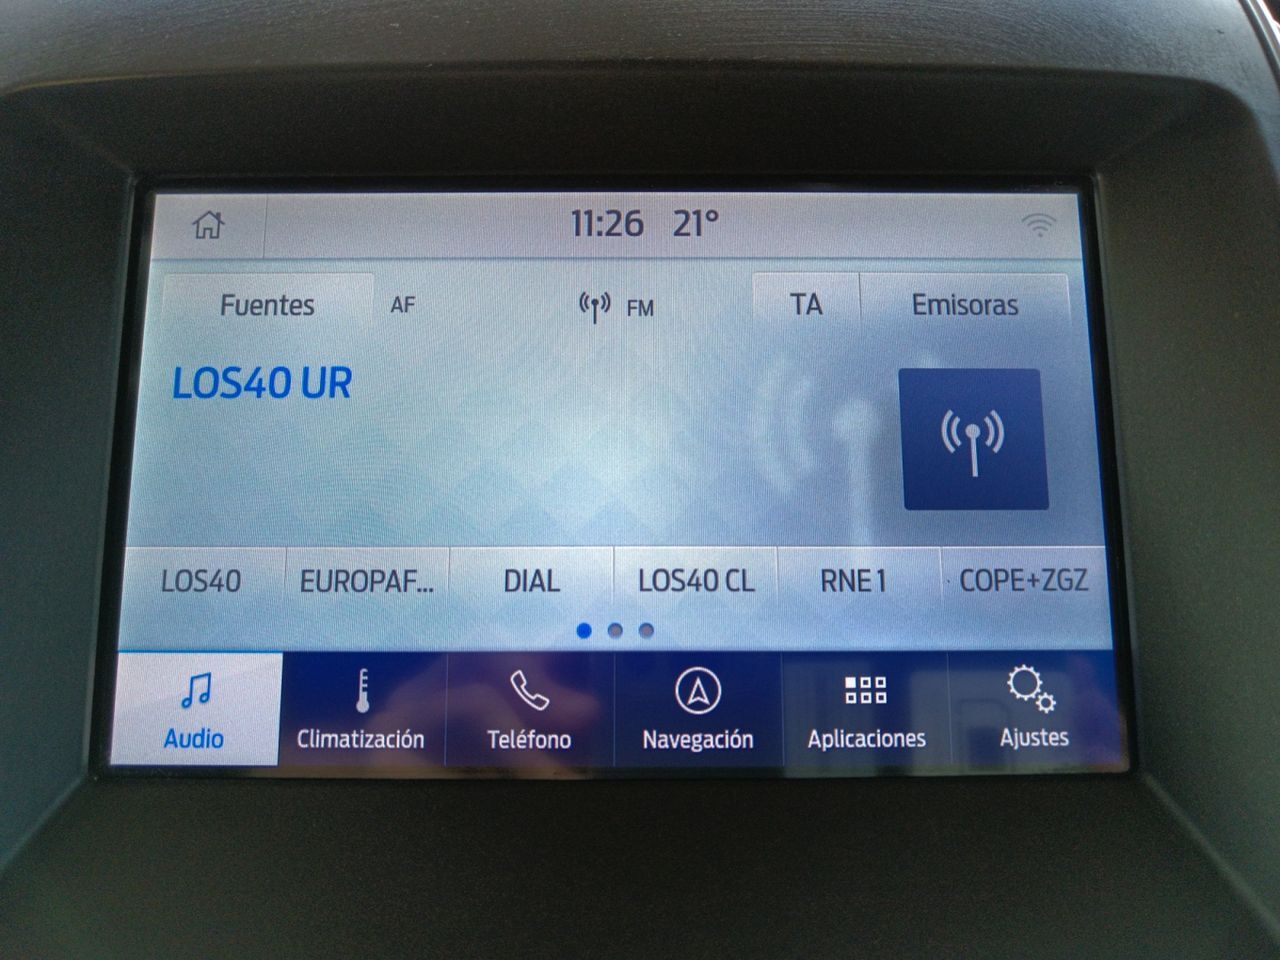 11:26 21°
Fuentes AF FM TA Emisoras
LOS40 UR
LOS40 EUROPAF... DIAL LOS40 CL RNE 1 COPE+ZGZ
Audio Climatización Teléfono Navegación Aplicaciones Ajustes